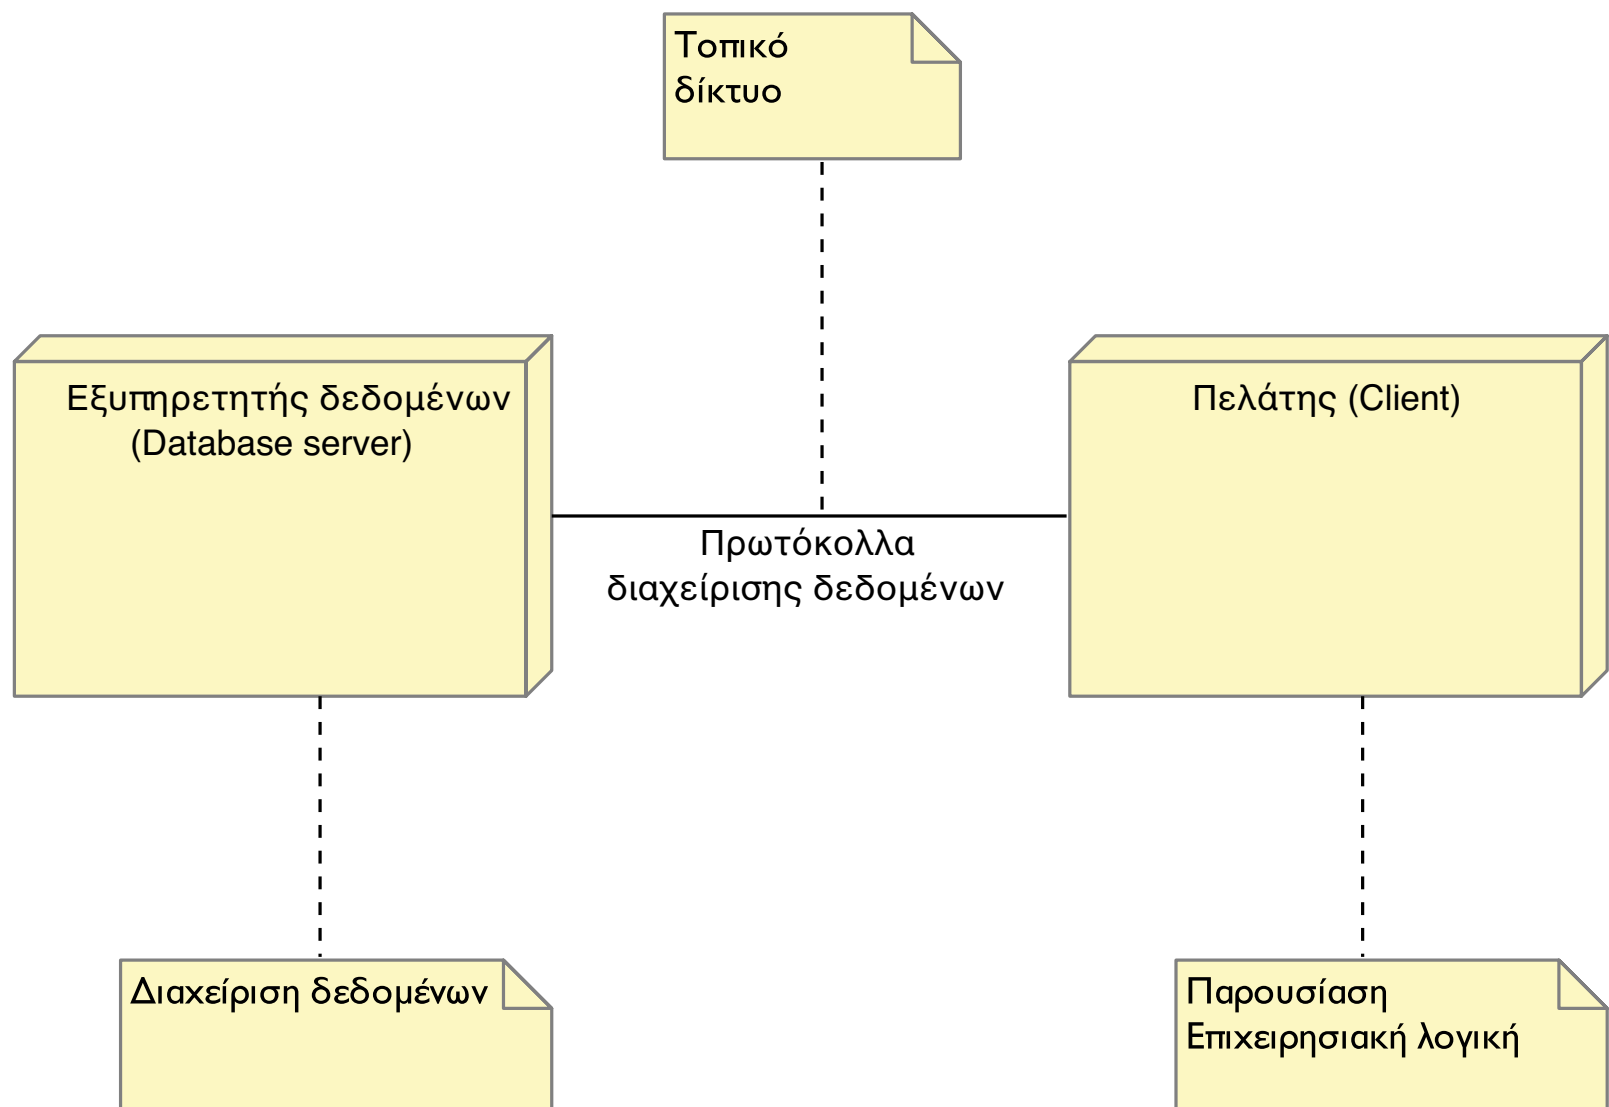 Τοπικό
δίκτυο
Εξυπηρετητής δεδομένων
(Database server)
Πελάτης (Client)
Πρωτόκολλα
διαχείρισης δεδομένων
Διαχείριση δεδομένων
Παρουσίαση
Επιχειρησιακή λογική